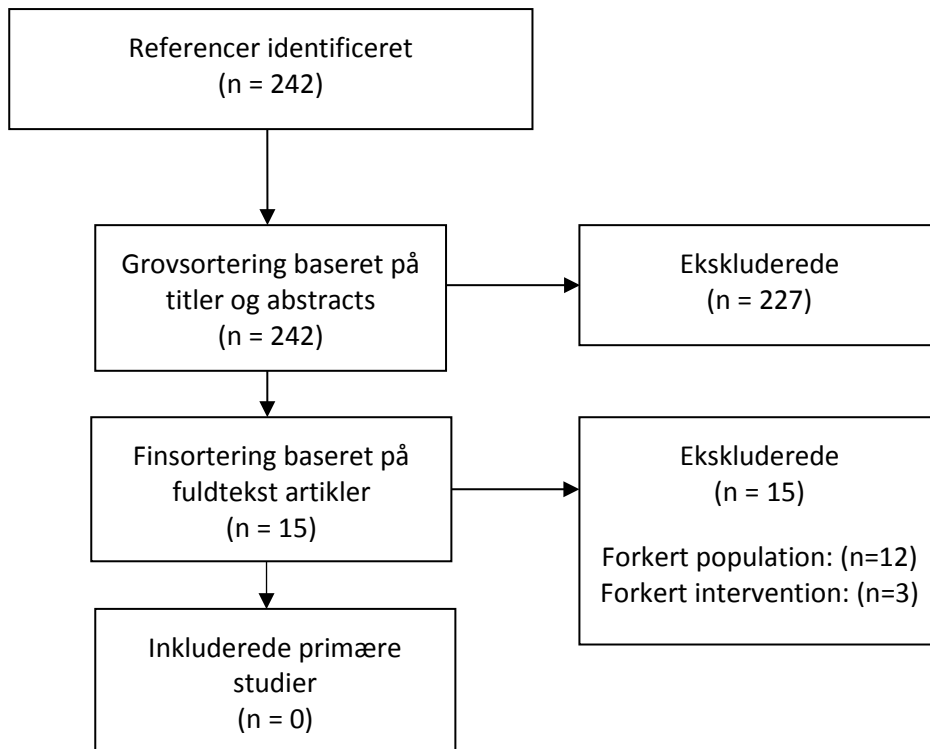 Referencer identificeret
(n = 242)
Grovsortering baseret på
titler og abstracts
(n = 242)
Ekskluderede
(n = 227)
Finsortering baseret på
fuldtekst artikler
(n = 15)
Ekskluderede
(n = 15)
Forkert population: (n=12)
Forkert intervention: (n=3)
Inkluderede primære
studier
(n = 0)